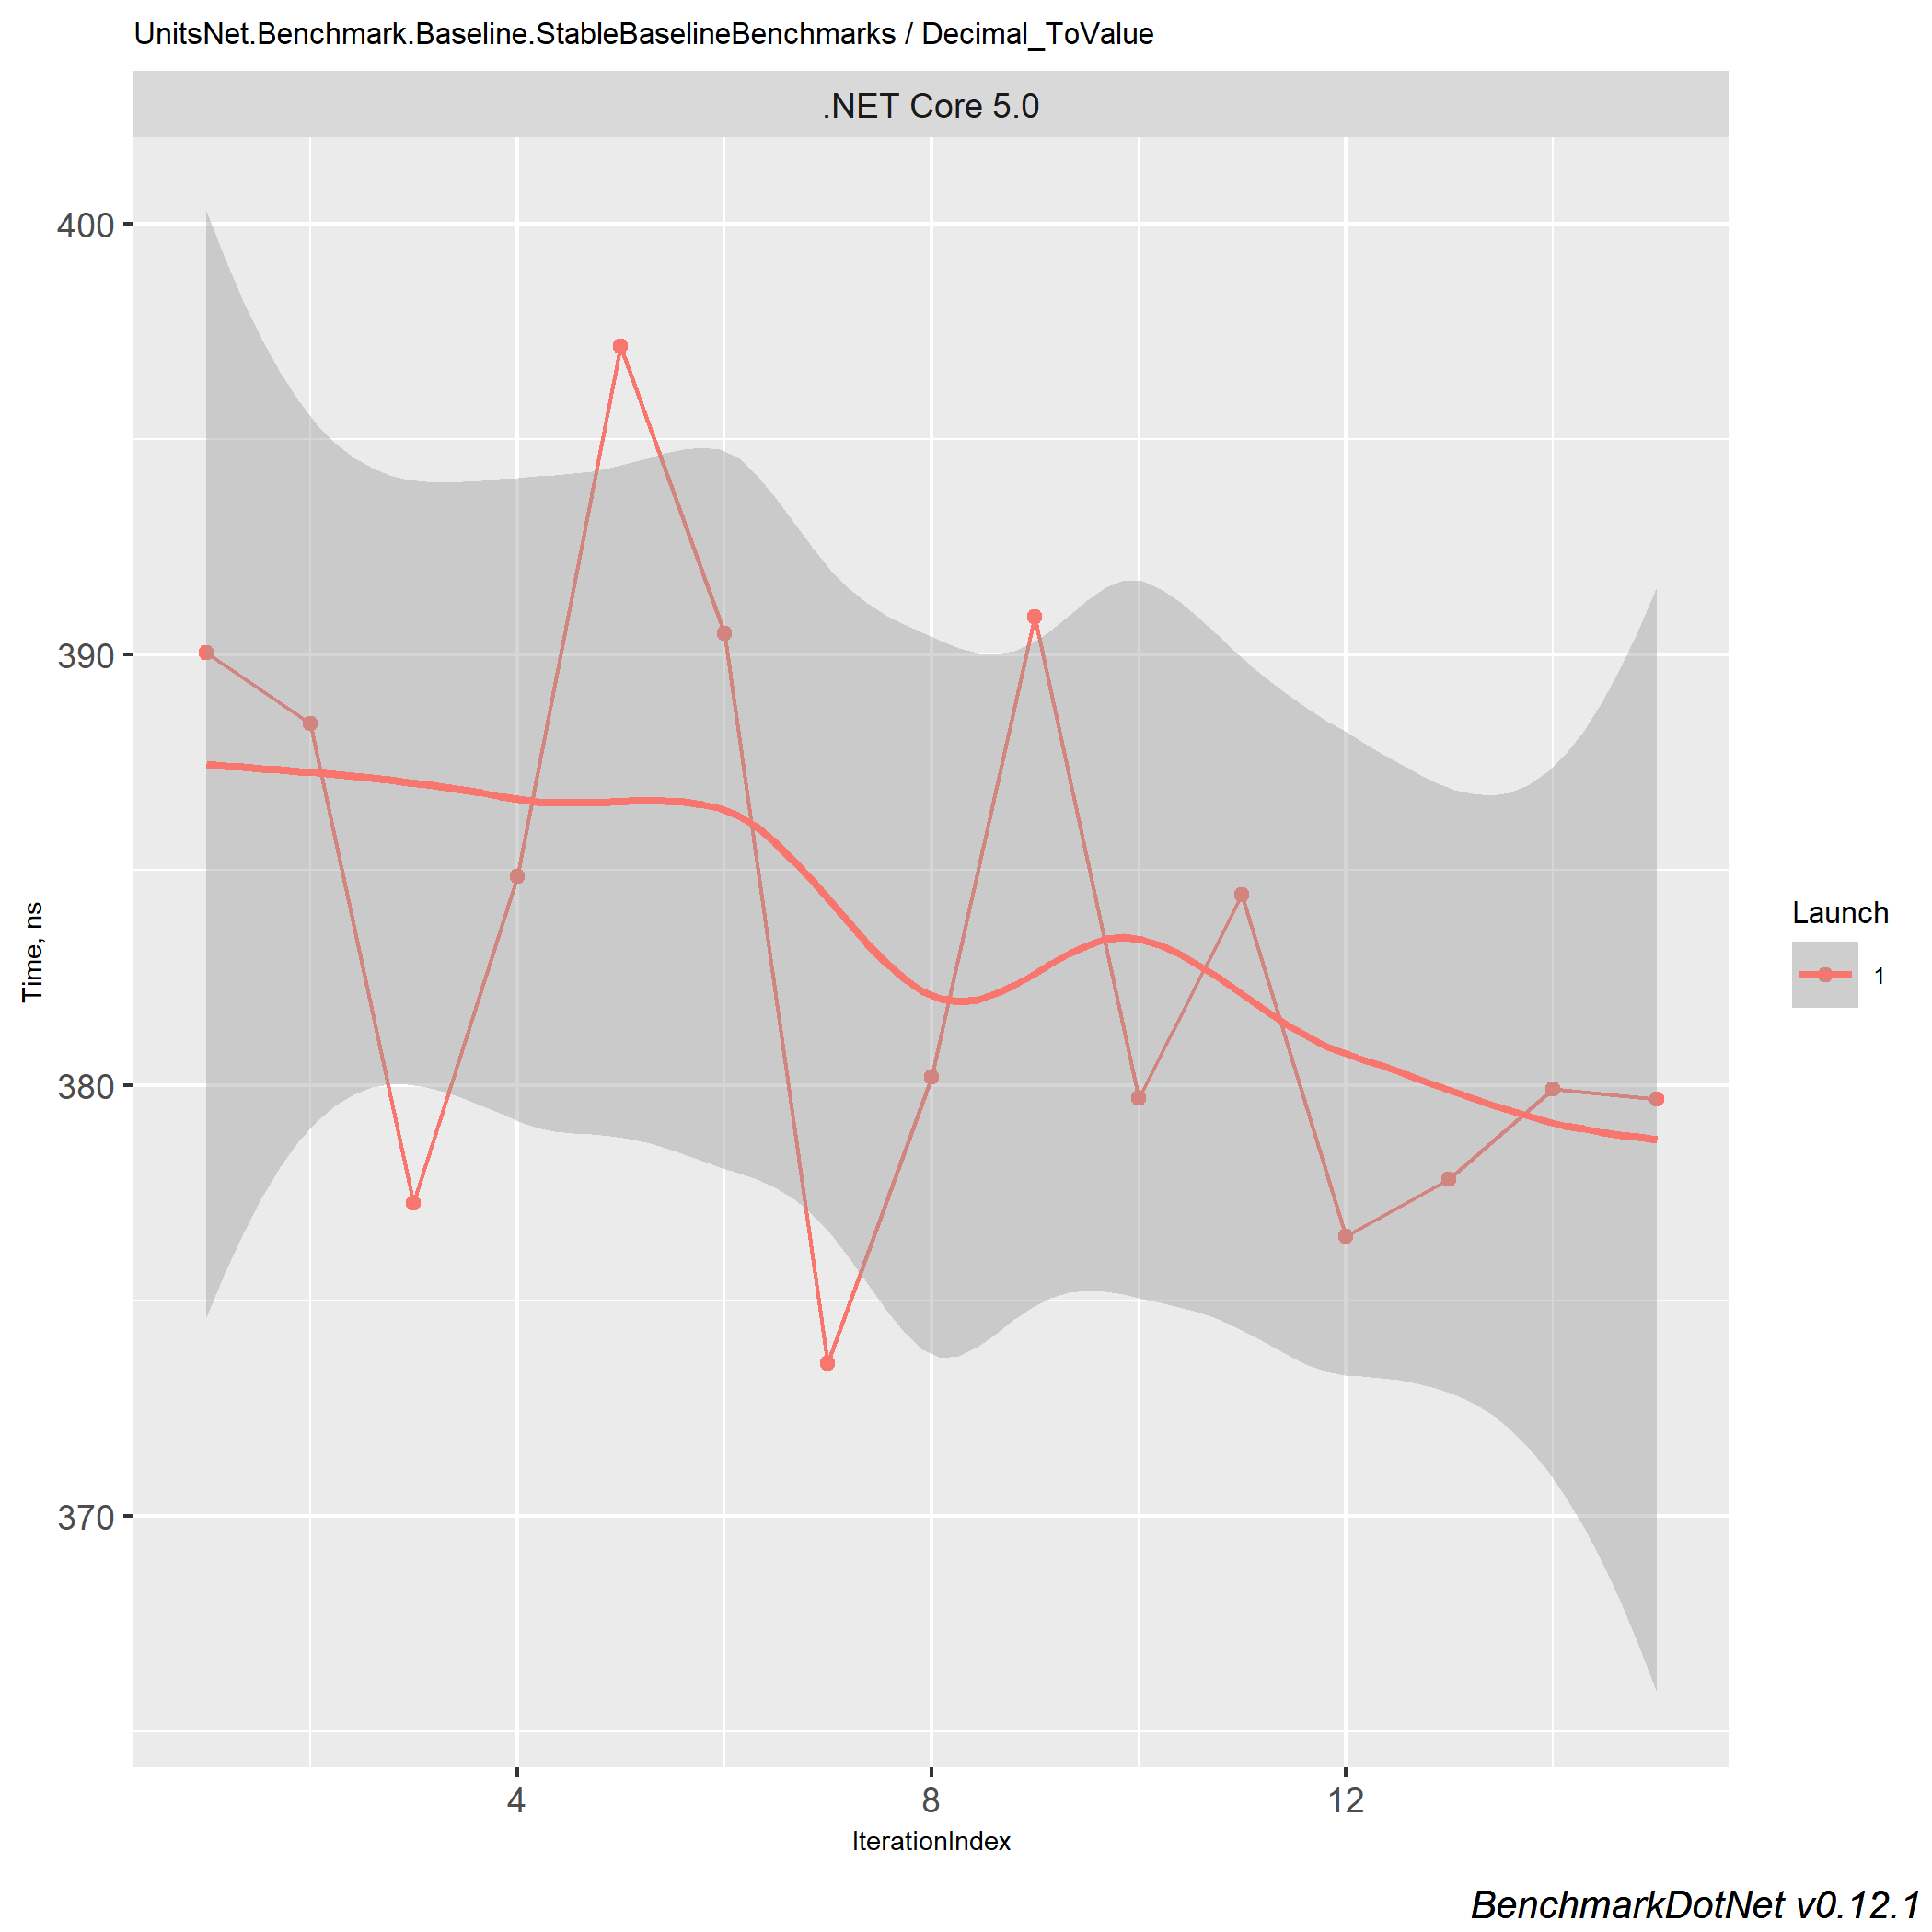 UnitsNet.Benchmark.Baseline.StableBaselineBenchmarks / Decimal_ToValue
.NET Core 5.0
400
390
380
370
Time, ns
4
8
12
IterationIndex
Launch
1
BenchmarkDotNet v0.12.1